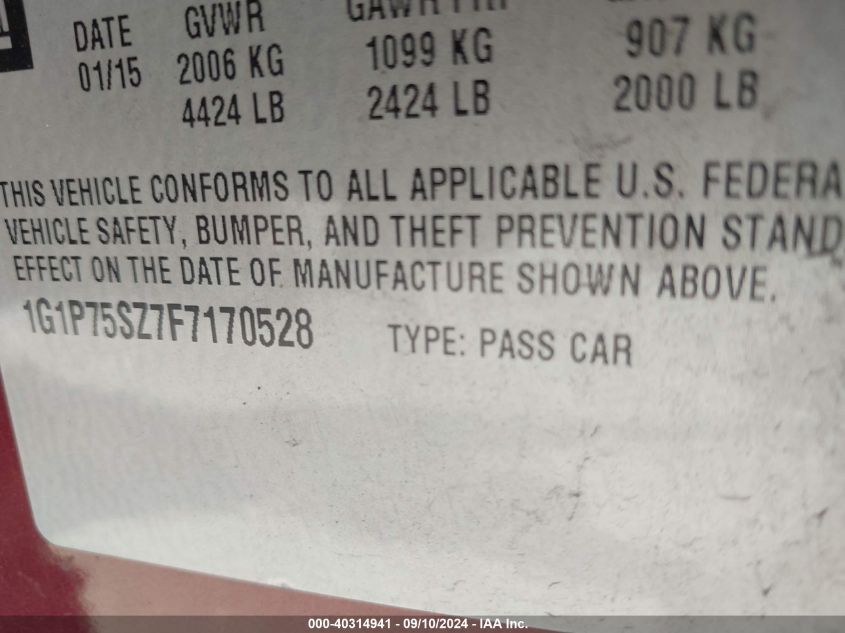 DATE GVWR GAWR FRT
01/15 2006 KG 1099 KG 907 KG
4424 LB 2424 LB 2000 LB
THIS VEHICLE CONFORMS TO ALL APPLICABLE U.S. FEDERA
VEHICLE SAFETY, BUMPER, AND THEFT PREVENTION STAND
EFFECT ON THE DATE OF MANUFACTURE SHOWN ABOVE.
1G1P75SZ7F7170528 TYPE: PASS CAR
000-40314941 - 09/10/2024 - IAA Inc.